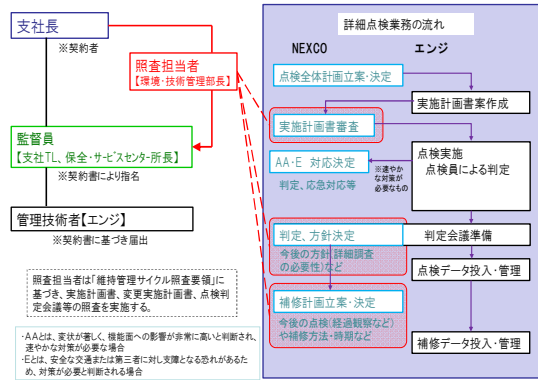 支社長
※契約者
照査担当者
【環境・技術管理部長】
監督員
【支社TL、保全・サービスセンター所長】
※契約書により指名
管理技術者【エンジ】
※契約書に基づき届出
照査担当者は「維持管理サイクル照査要領」に
基づき、実施計画書、変更実施計画書、点検判
定会議等の照査を実施する。
・AAとは、変状が著しく、機能面への影響が非常に高いと判断され、
速やかな対策が必要な場合
・Eとは、安全な交通または第三者に対し支障となる恐れがあるた
め、対策が必要と判断される場合
詳細点検業務の流れ
NEXCO
エンジ
点検全体計画立案・決定
実施計画書案作成
実施計画書審査
点検実施
点検員による判定
AA・E 対応決定
※速やか
な対策が
必要なもの
判定、応急対応等
判定、方針決定
判定会議準備
今後の方針(詳細調査
の必要性)など
点検データ投入・管理
補修計画立案・決定
今後の点検(経過観察など)
や補修方法・時期など
補修データ投入・管理